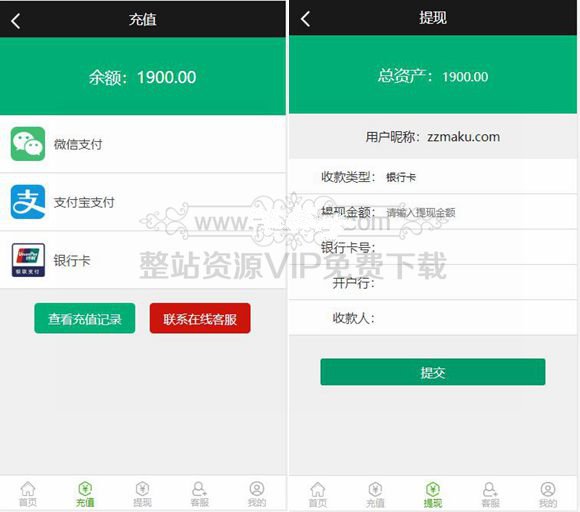 充值
余额：1900.00
微信支付
支付宝支付
银行卡
UnionPay
银联支付
查看充值记录
联系在线客服
首页
充值
提现
客服
我的
提现
总资产：1900.00
用户昵称：zzmaku.com
收款类型：银行卡
提现金额：请输入提现金额
银行卡号：
开户行：
收款人：
提交
首页
充值
提现
客服
我的
整站资源VIP免费下载